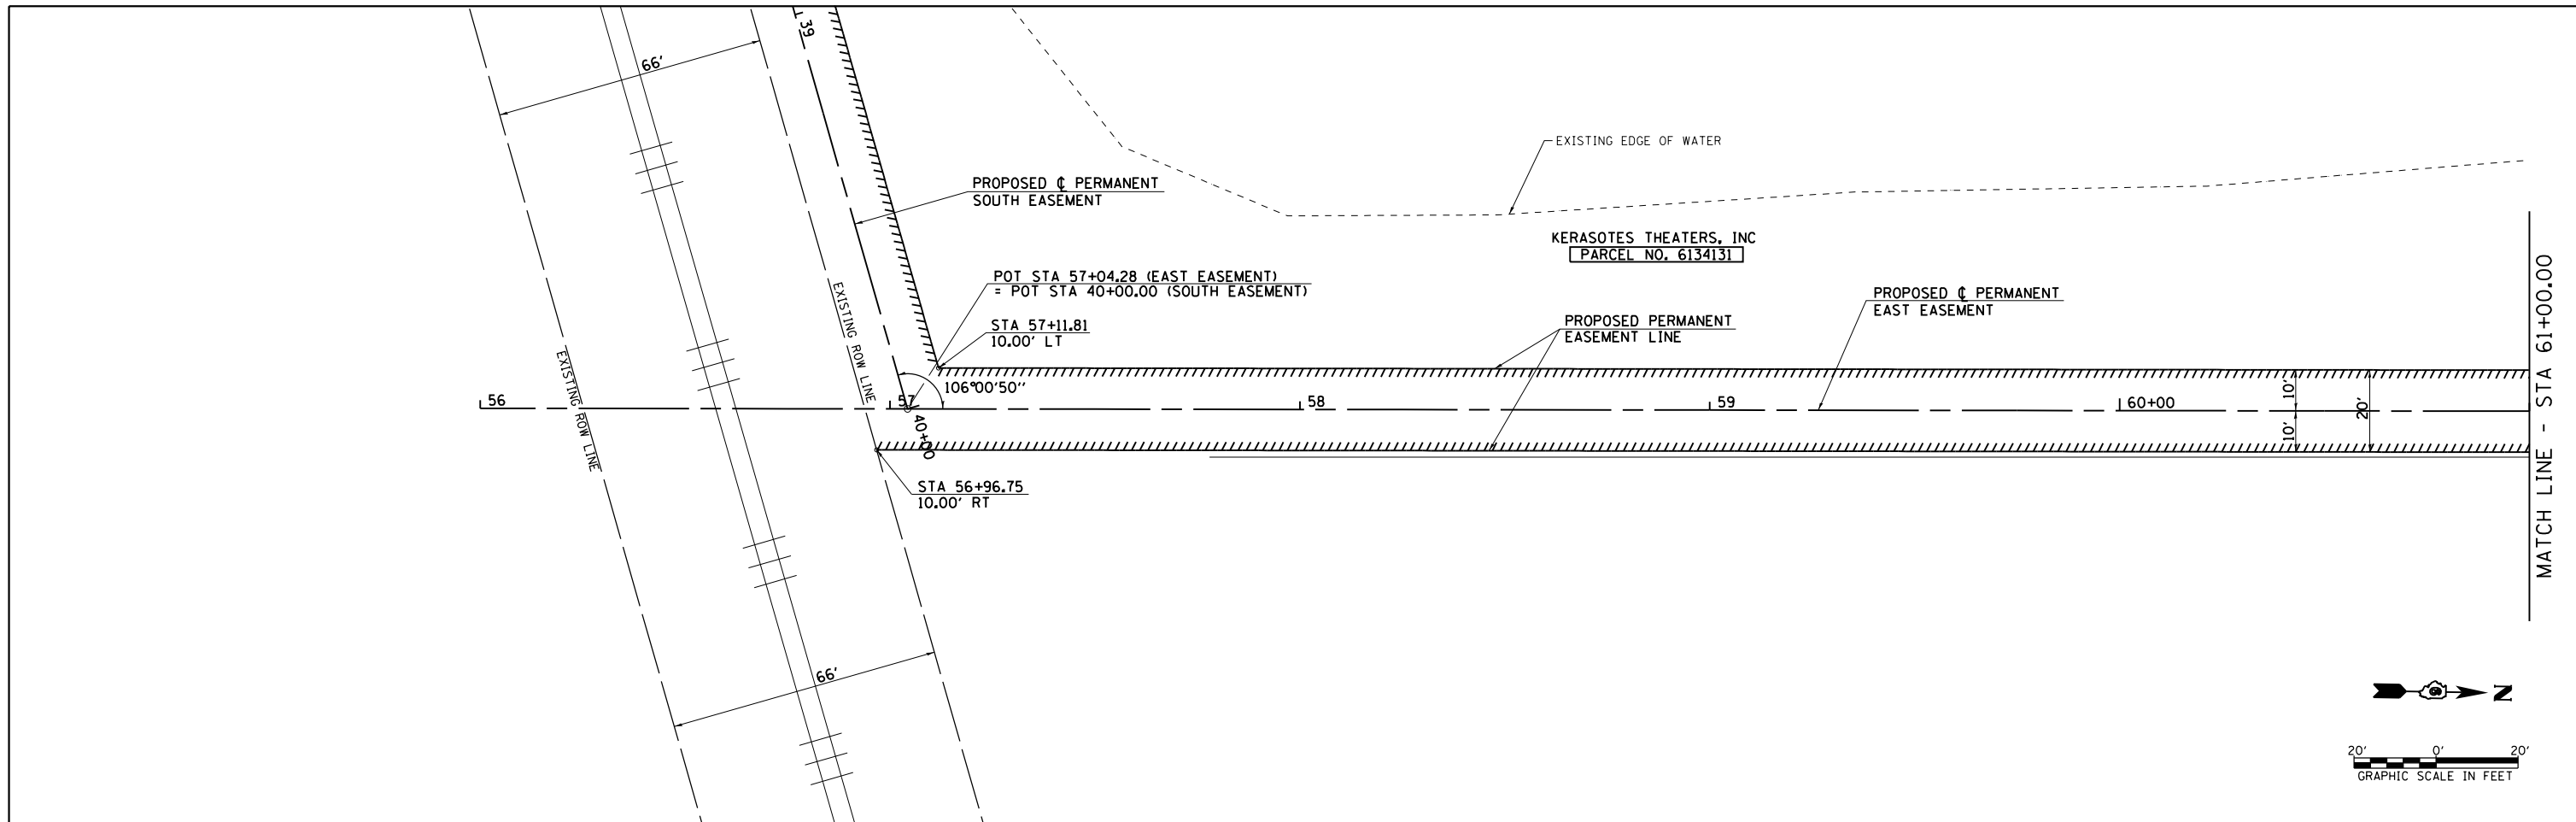 39
66'
EXISTING EDGE OF WATER
PROPOSED ℄ PERMANENT
SOUTH EASEMENT
KERASOTES THEATERS, INC
PARCEL NO. 6134131
POT STA 57+04.28 (EAST EASEMENT)
= POT STA 40+00.00 (SOUTH EASEMENT)
STA 57+11.81
10.00' LT
PROPOSED ℄ PERMANENT
EAST EASEMENT
PROPOSED PERMANENT
EASEMENT LINE
EXISTING ROW LINE
EXISTING ROW LINE
106°00'50''
56
57
58
59
60+00
10'
10'
20'
40+00
STA 56+96.75
10.00' RT
66'
MATCH LINE - STA 61+00.00
N
20'
0'
20'
GRAPHIC SCALE IN FEET